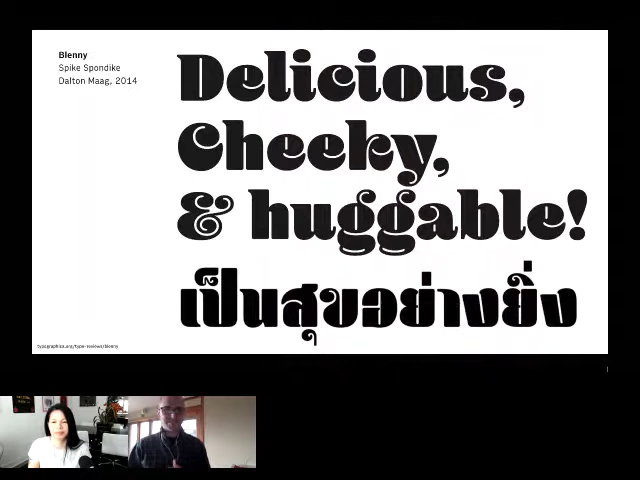 Blenny
Spike Spondike
Dalton Maag, 2014
Delicious,
Cheeky,
& huggable!
เป็นสุขอย่างยิ่ง
typographica.org/type-reviews/blenny